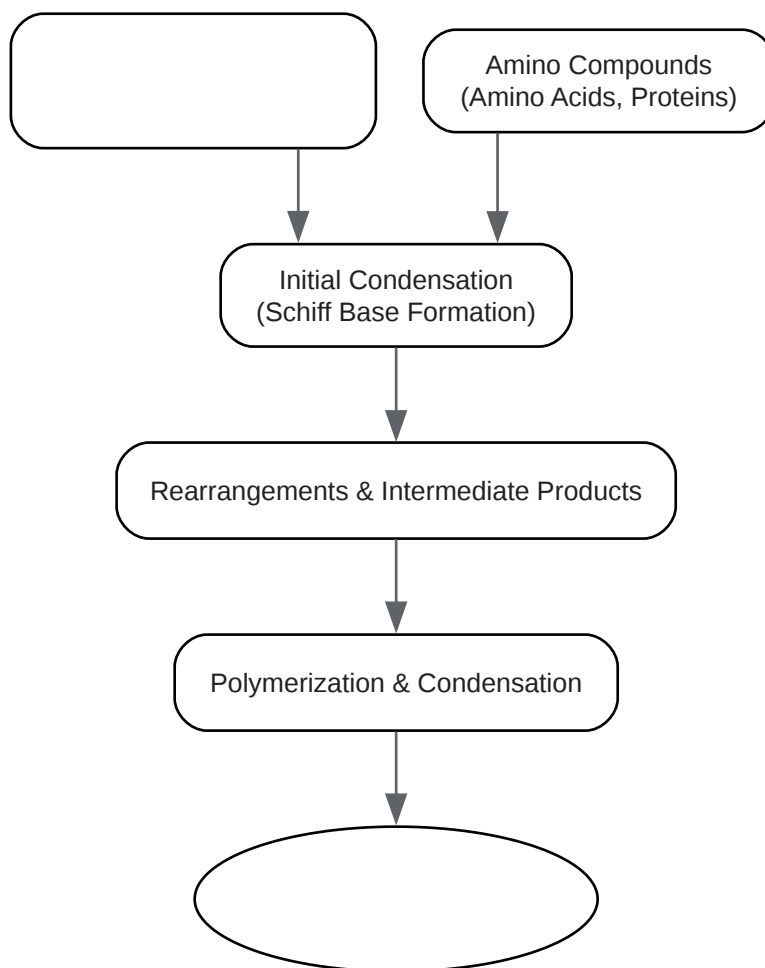 Amino Compounds
(Amino Acids, Proteins)
Initial Condensation
(Schiff Base Formation)
Rearrangements & Intermediate Products
Polymerization & Condensation